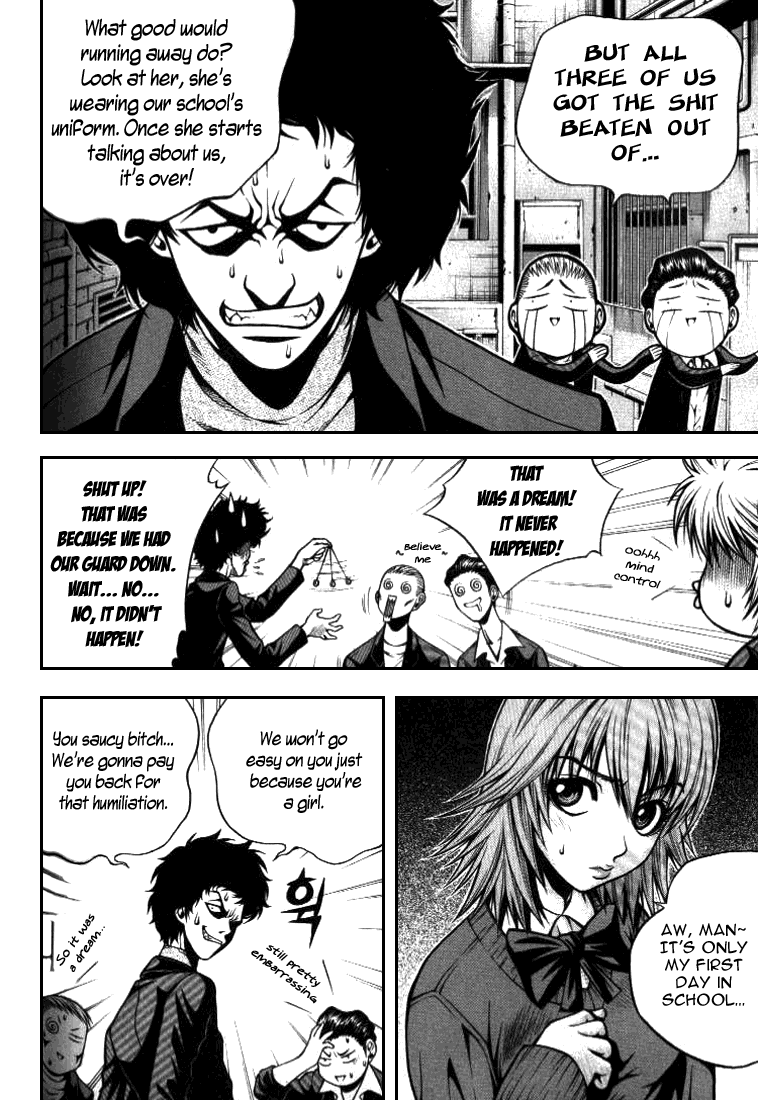 What good would
running away do?
Look at her, she's
wearing our school's
uniform. Once she starts
talking about us,
it's over!
BUT ALL
THREE OF US
GOT THE SHIT
BEATEN OUT
OF...
SHUT UP!
THAT WAS
BECAUSE WE HAD
OUR GUARD DOWN.
WAIT... NO...
NO, IT DIDN'T
HAPPEN!
~Believe
me~
THAT
WAS A DREAM!
IT NEVER
HAPPENED!
oohhh
mind
control
You saucy bitch...
We're gonna pay
you back for
that humiliation.
We won't go
easy on you just
because you're
a girl.
So it was
a dream...
휙
still pretty
embarrassing
AW, MAN~
IT'S ONLY
MY FIRST
DAY IN
SCHOOL...